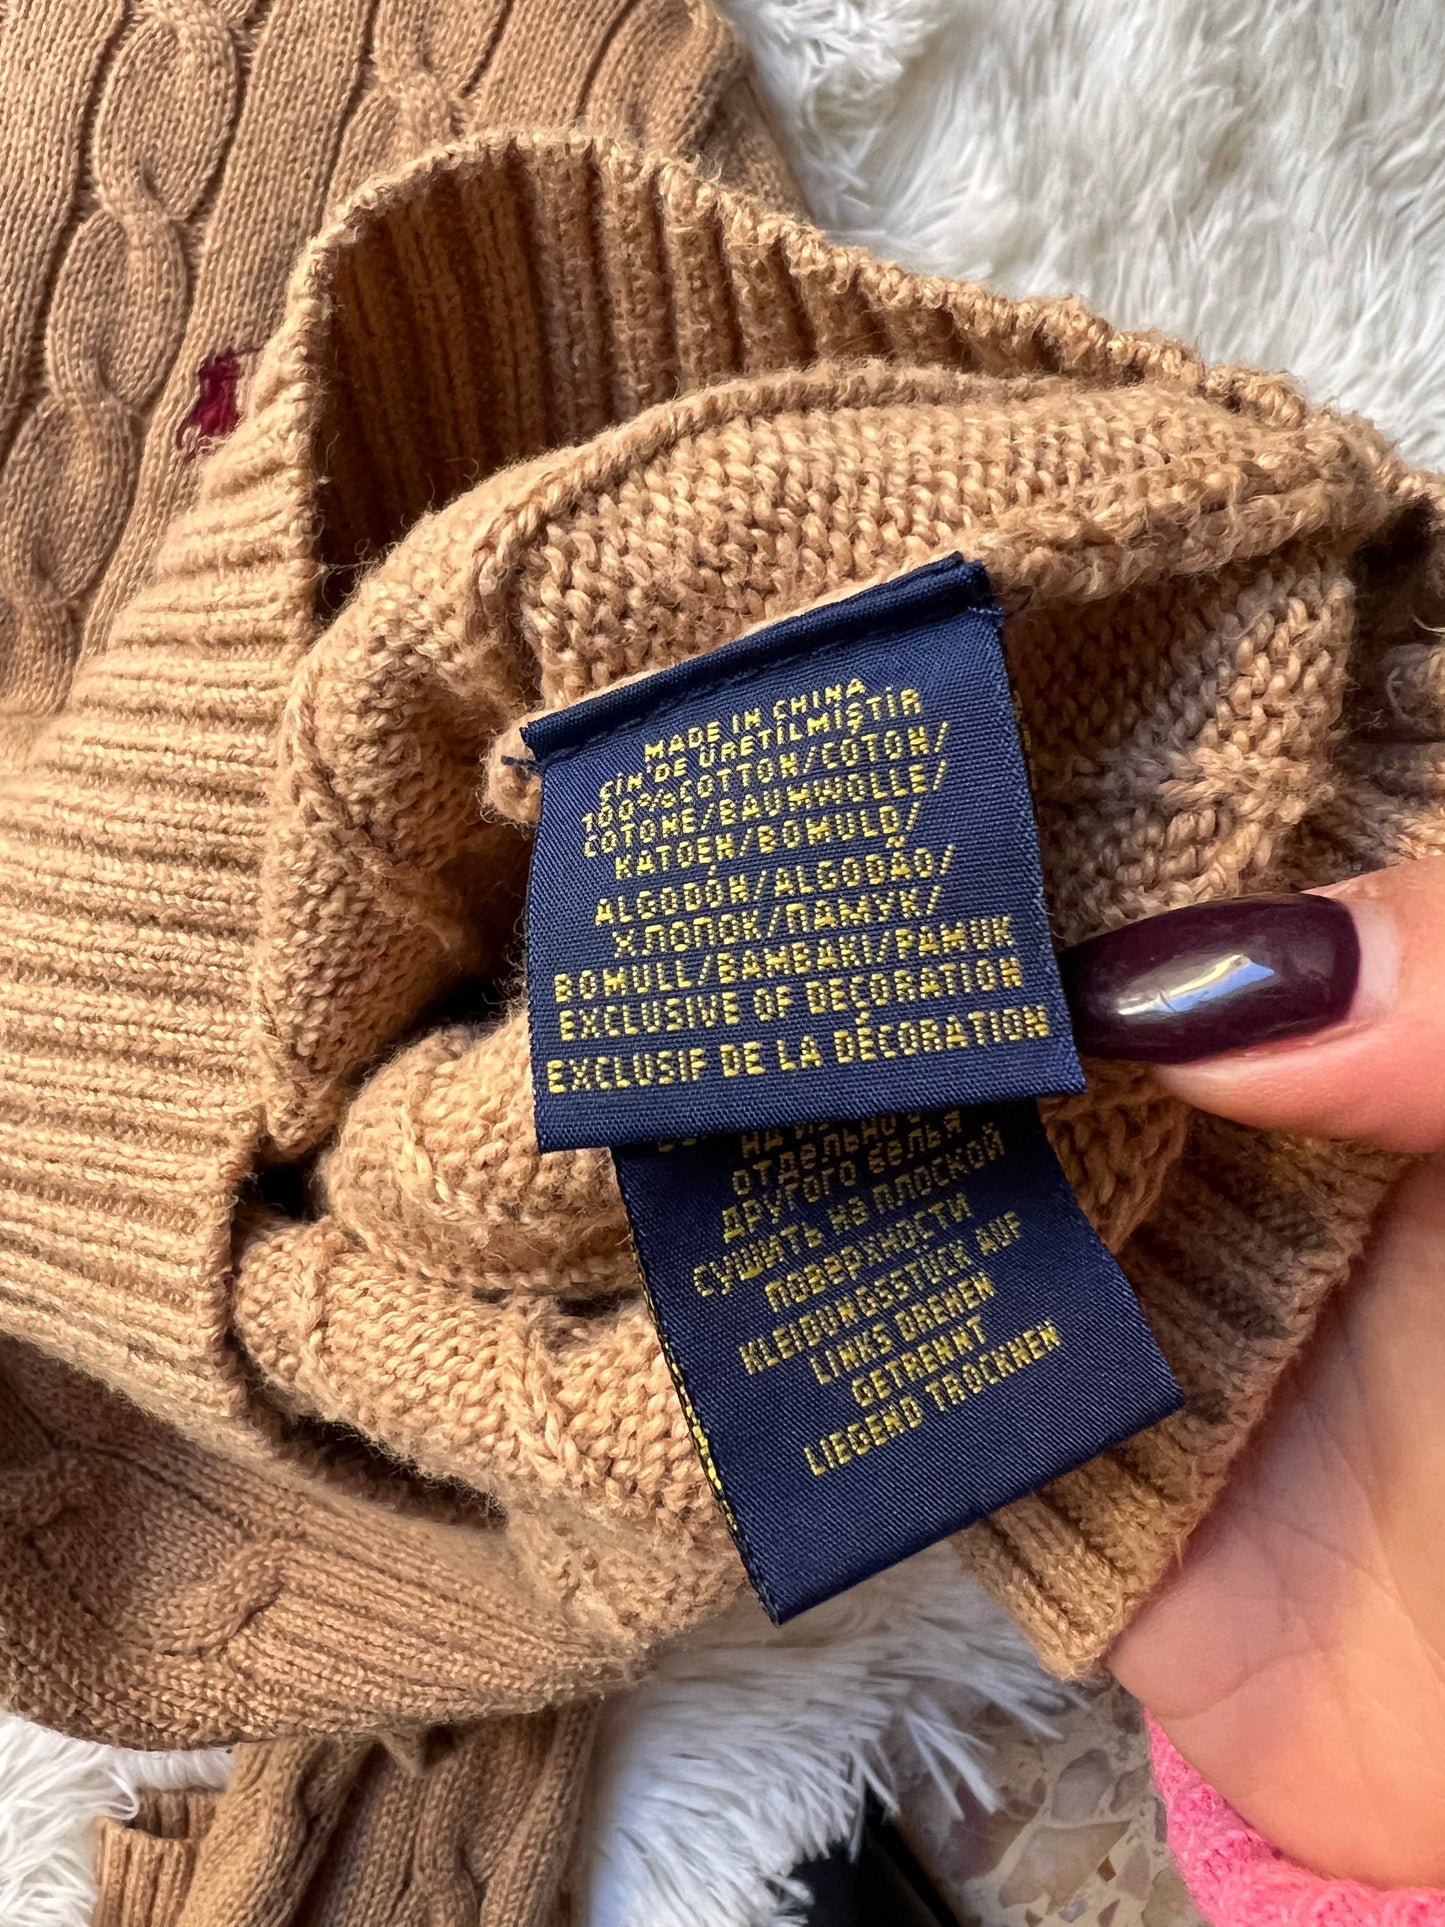 MADE IN CHINA
ÇİN'DE ÜRETİLMİŞTİR
100%COTTON/COTON/
COTONE/BAUMWOLLE/
KATOEN/BOMULD/
ALGODÓN/ALGODÃO/
ХЛОПОК/ПАМУК/
BOMULL/BAMBAKI/PAMUK
EXCLUSIVE OF DECORATION
EXCLUSIF DE LA DÉCORATION
ОТДЕЛЬНО
ДРУГОГО БЕЛЬЯ
СУШИТЬ НА ПЛОСКОЙ
ПОВЕРХНОСТИ
KLEIDUNGSSTÜCK AUF
LINKS DREHEN
GETRENNT
LIEGEND TROCKNEN